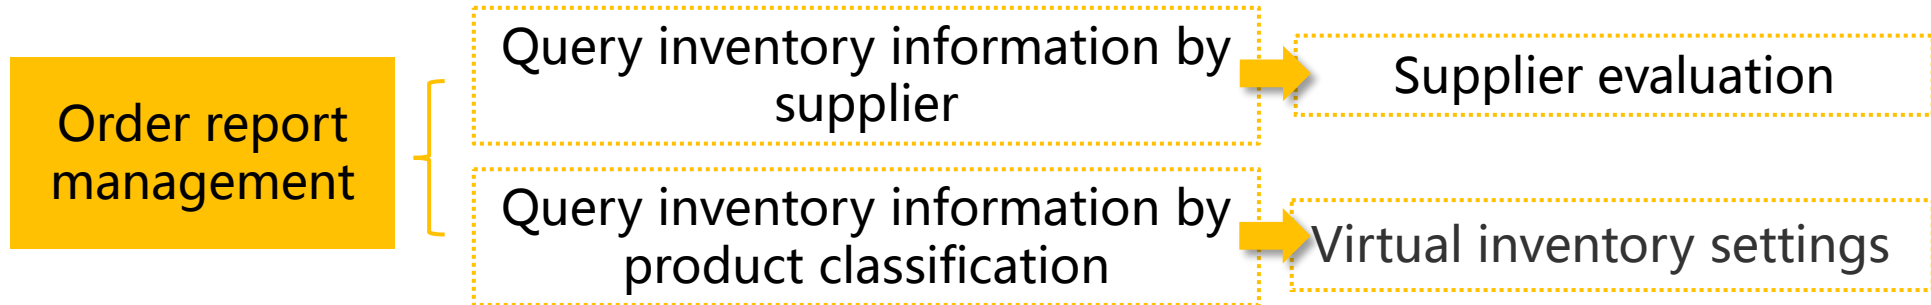 Order report
management
Query inventory information by
supplier
Supplier evaluation
Query inventory information by
product classification
Virtual inventory settings